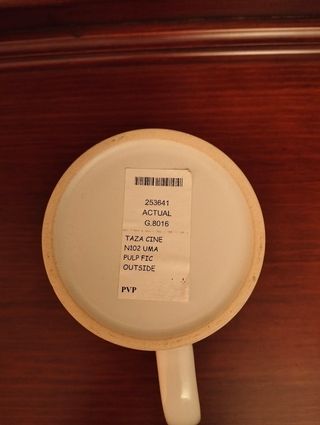 253641
ACTUAL
G.8016
TAZA CINE
N102 UMA
PULP FIC
OUTSIDE
PVP